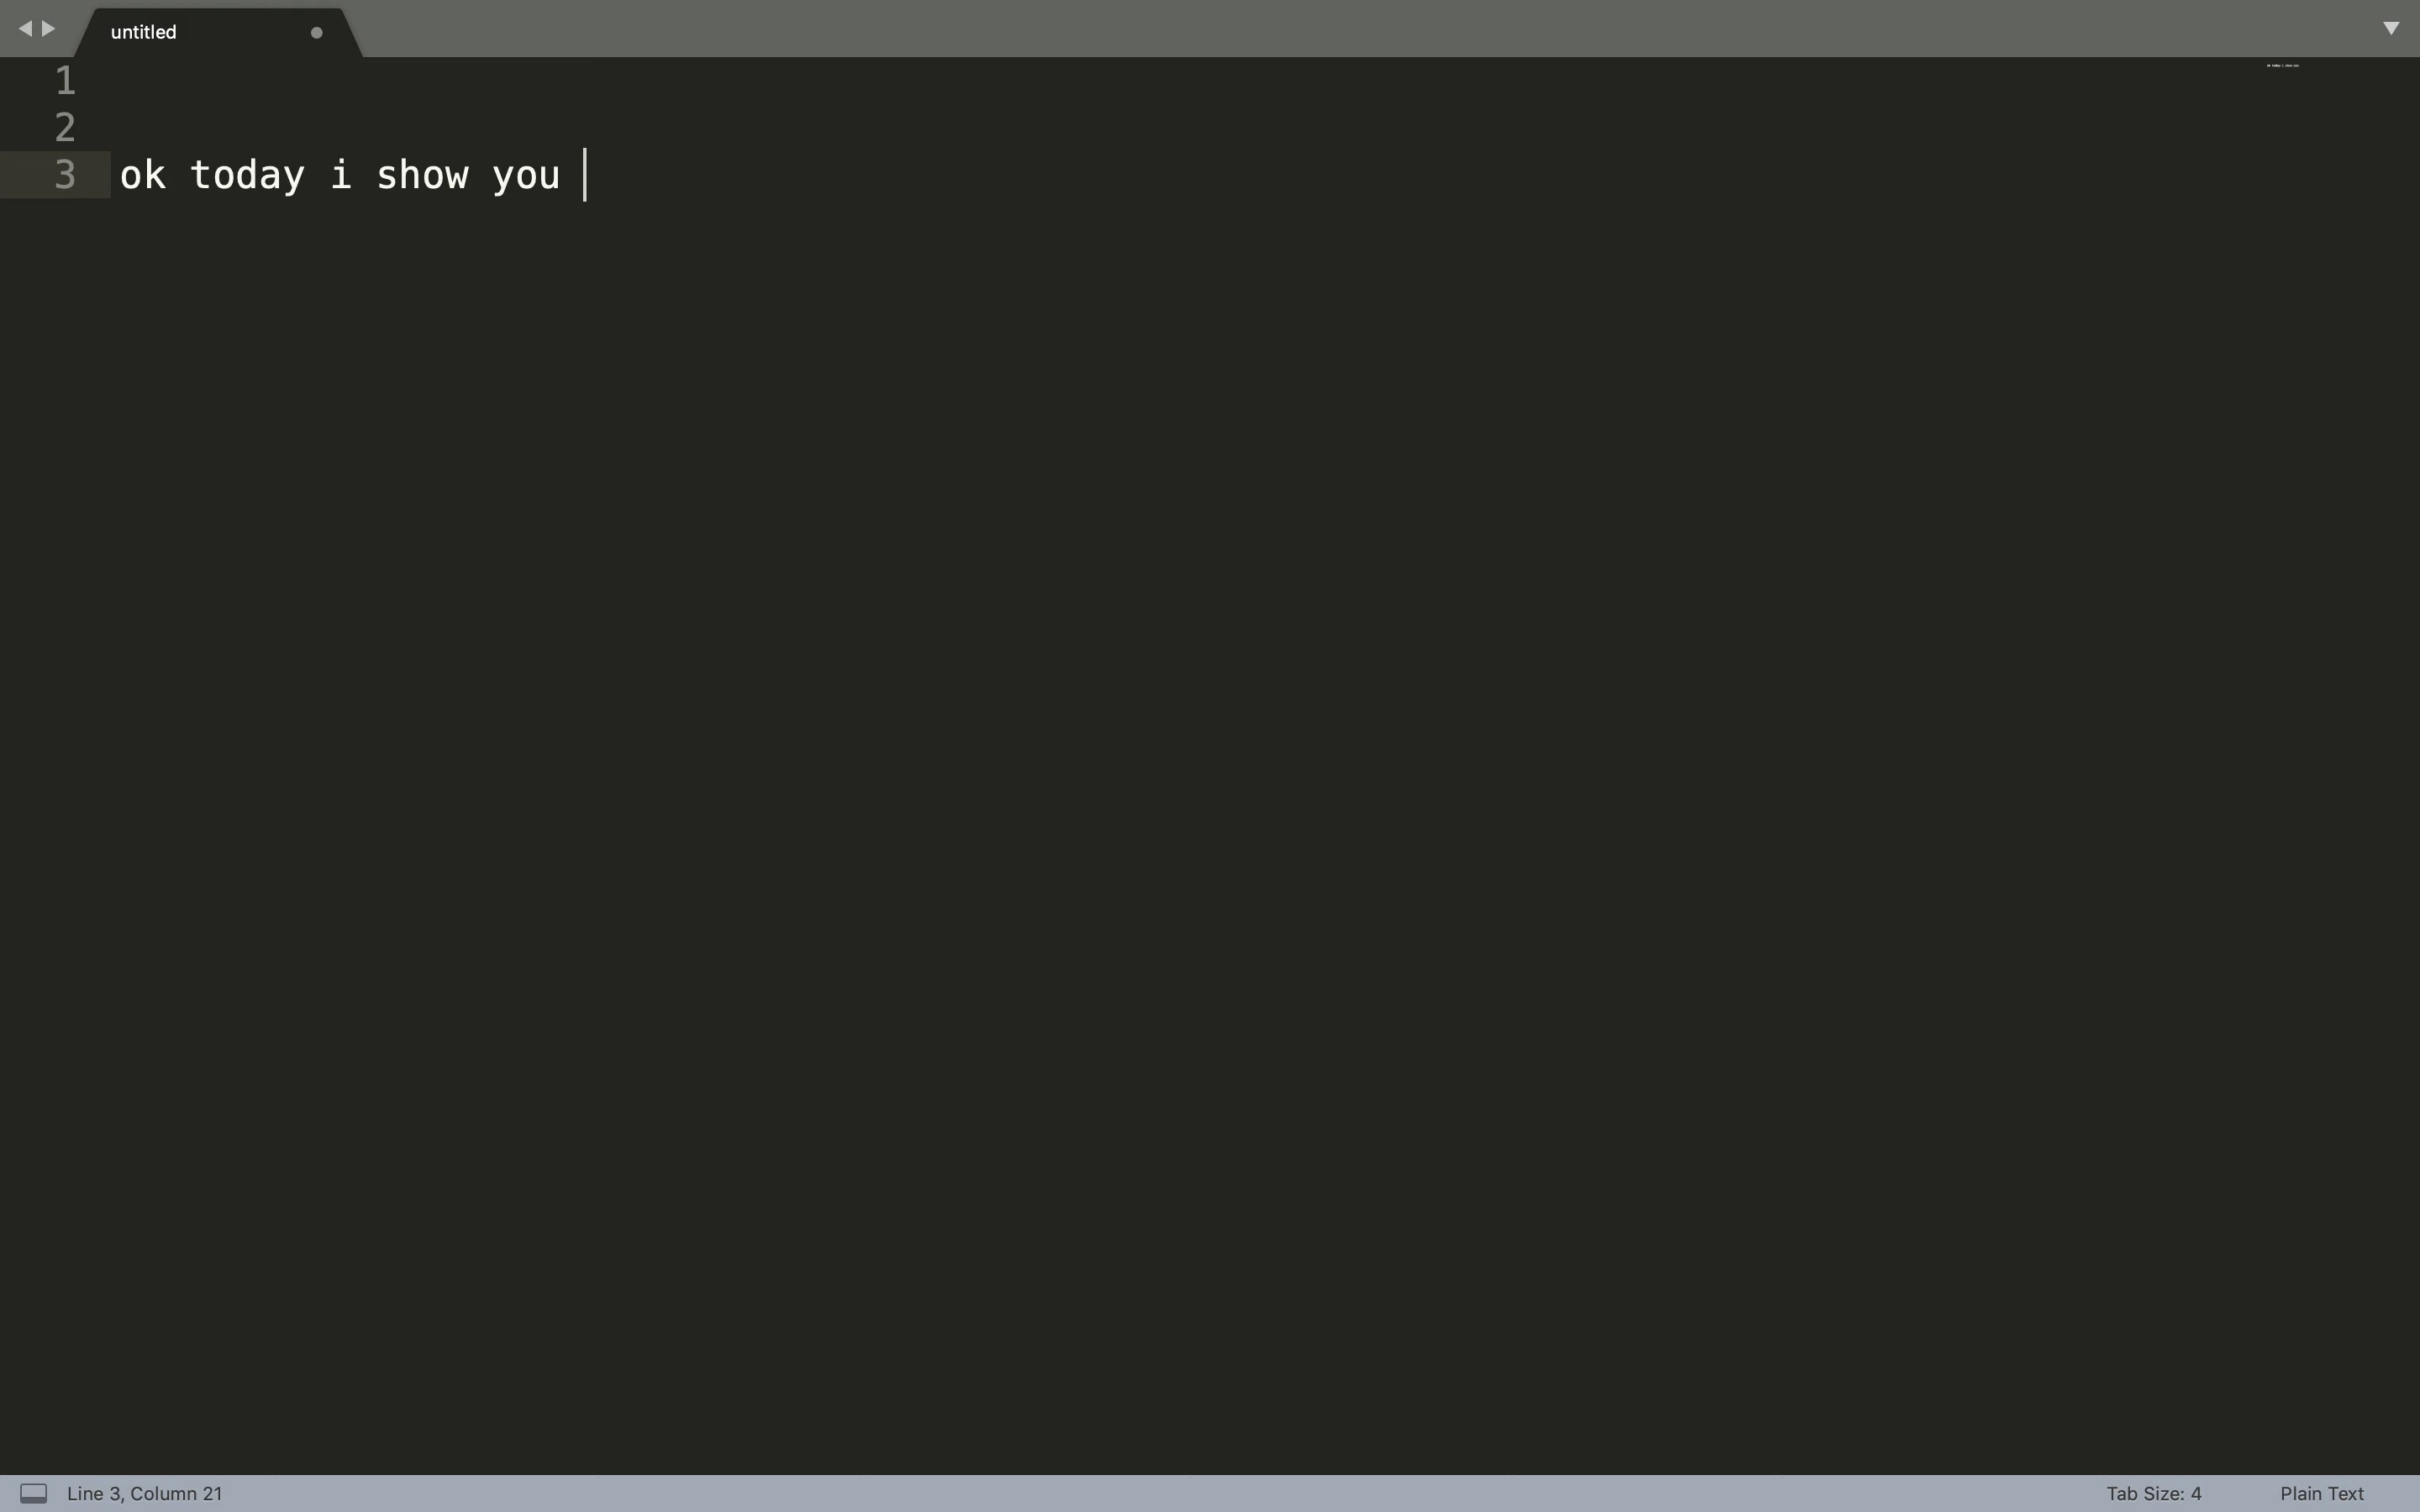 untitled
1
2
3 ok today i show you
Line 3, Column 21
Tab Size: 4
Plain Text